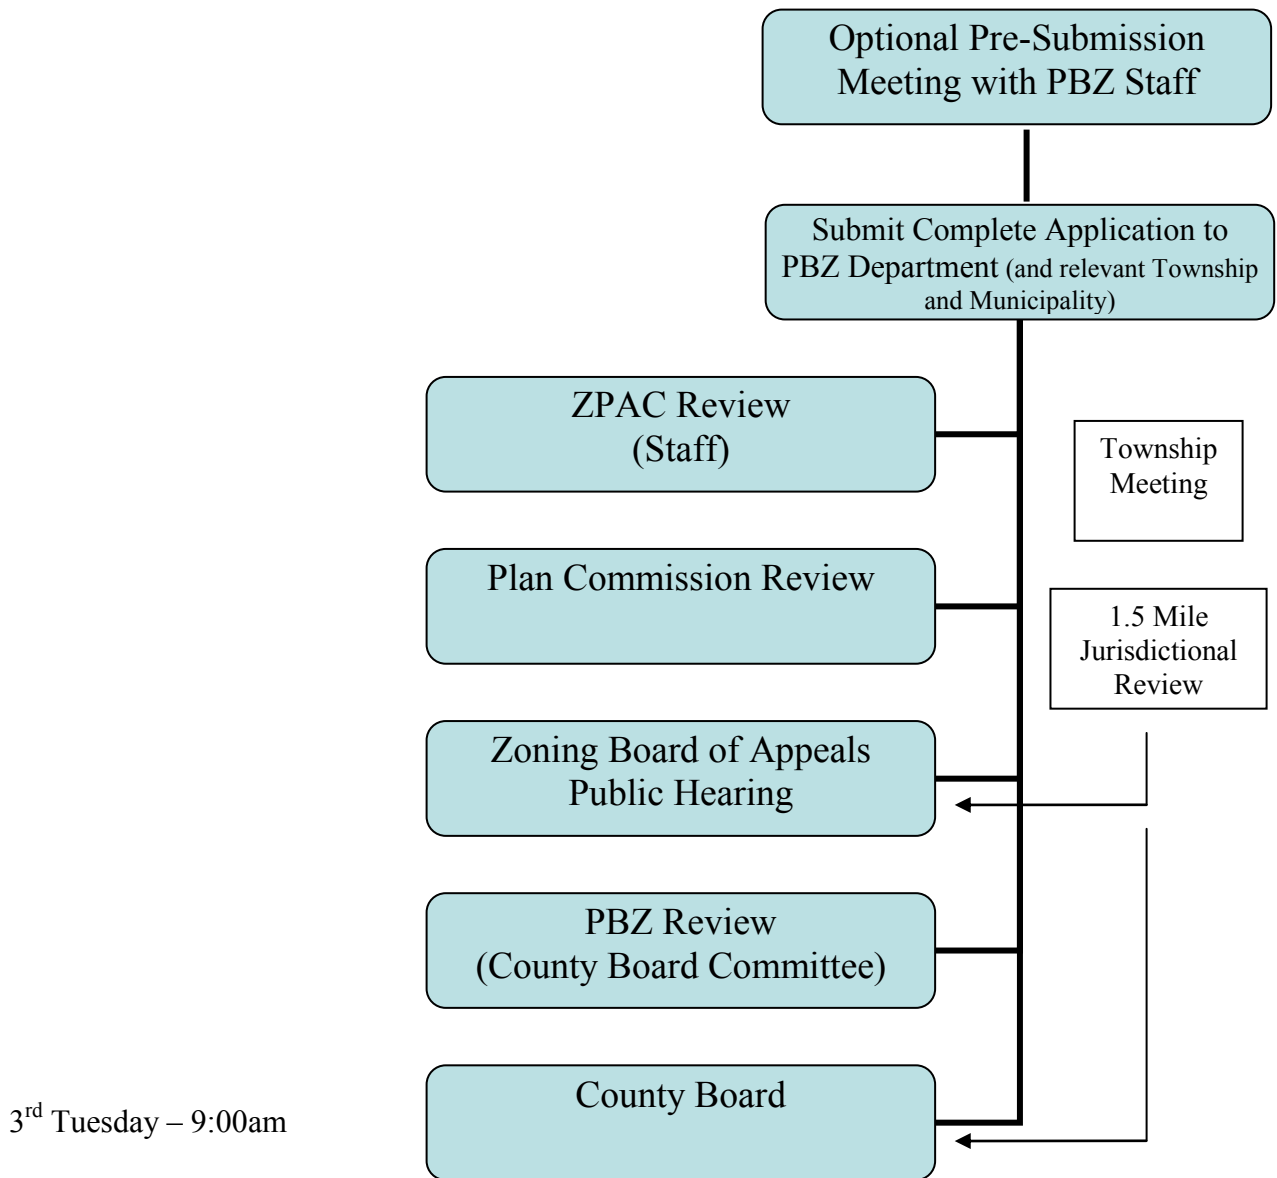 Optional Pre-Submission
Meeting with PBZ Staff
Submit Complete Application to
PBZ Department (and relevant Township
and Municipality)
ZPAC Review
(Staff)
Township
Meeting
Plan Commission Review
1.5 Mile
Jurisdictional
Review
Zoning Board of Appeals
Public Hearing
PBZ Review
(County Board Committee)
County Board
3rd Tuesday – 9:00am